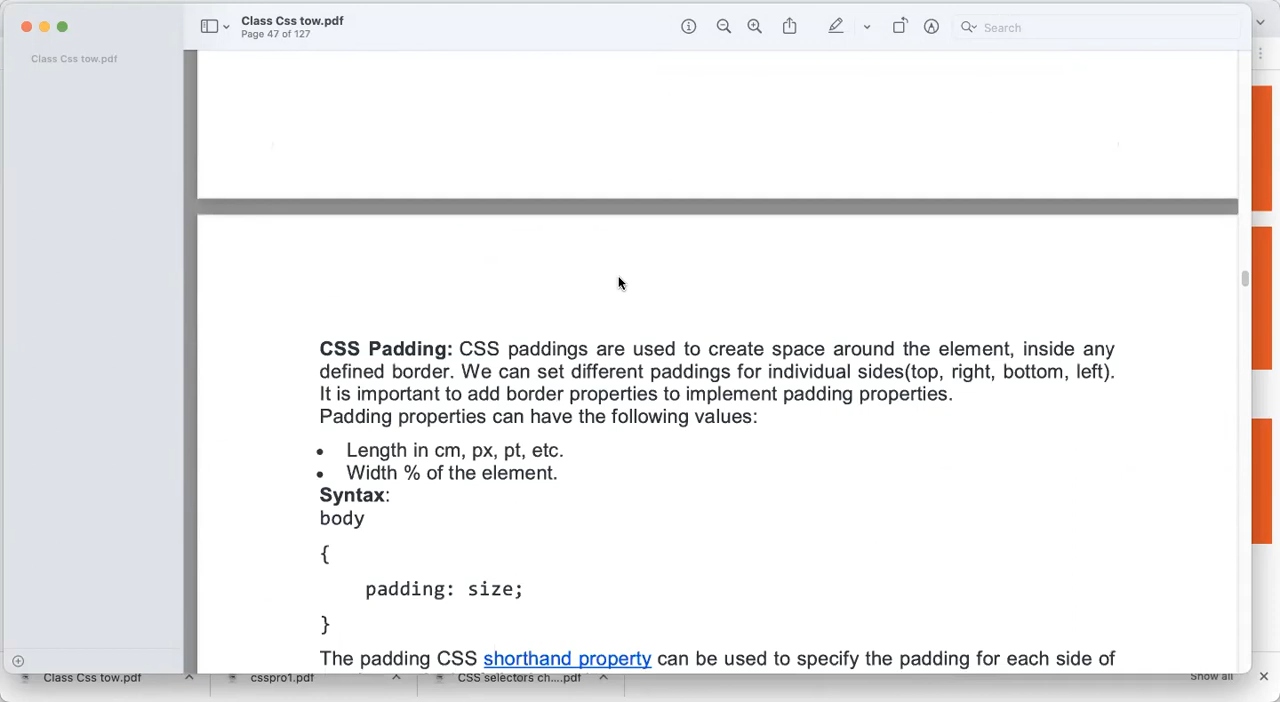 Class Css tow.pdf
Page 47 of 127
Search
Class Css tow.pdf
CSS Padding: CSS paddings are used to create space around the element, inside any
defined border. We can set different paddings for individual sides(top, right, bottom, left).
It is important to add border properties to implement padding properties.
Padding properties can have the following values:
• Length in cm, px, pt, etc.
• Width % of the element.
Syntax:
body
{
padding: size;
}
The padding CSS shorthand property can be used to specify the padding for each side of
Class Css tow.pdf
csspro1.pdf
CSS selectors ch....pdf
Show all